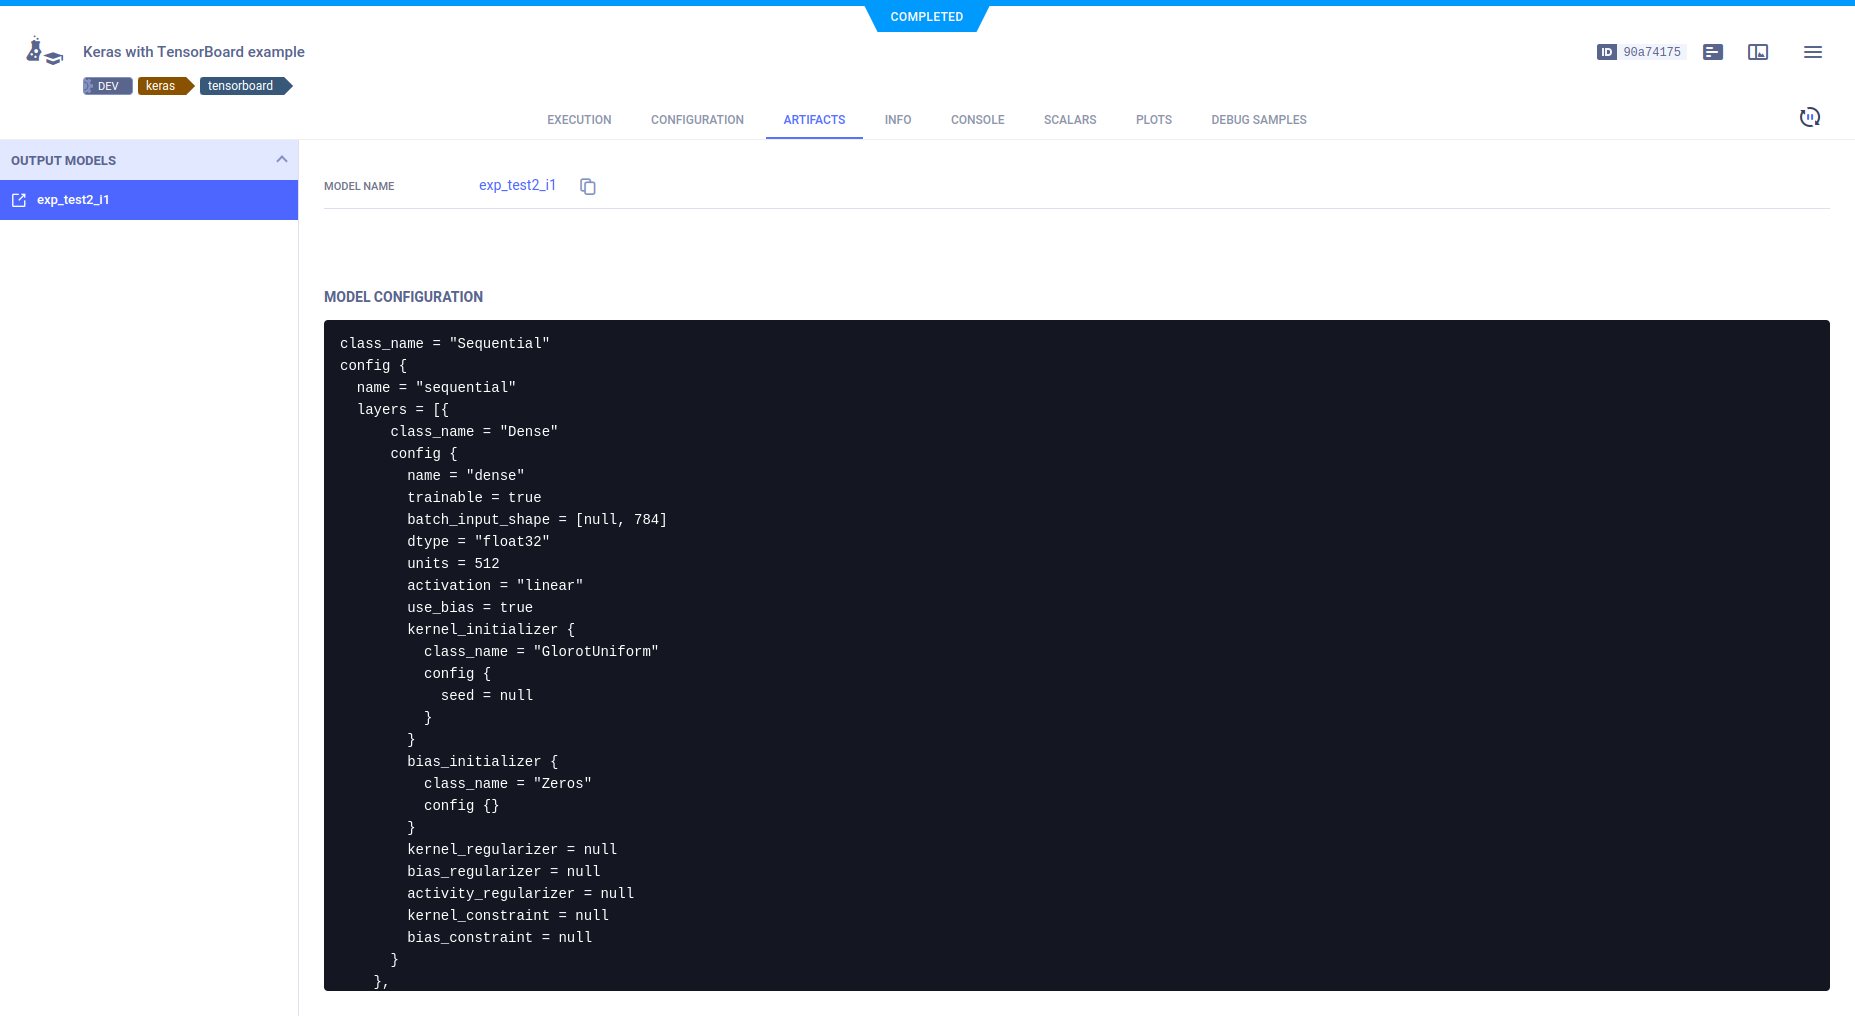 COMPLETED
Keras with TensorBoard example
ID 90a74175
DEV keras tensorboard
EXECUTION CONFIGURATION ARTIFACTS INFO CONSOLE SCALARS PLOTS DEBUG SAMPLES
OUTPUT MODELS
exp_test2_i1
MODEL NAME exp_test2_i1
MODEL CONFIGURATION
class_name = "Sequential"
config {
  name = "sequential"
  layers = [{
      class_name = "Dense"
      config {
        name = "dense"
        trainable = true
        batch_input_shape = [null, 784]
        dtype = "float32"
        units = 512
        activation = "linear"
        use_bias = true
        kernel_initializer {
          class_name = "GlorotUniform"
          config {
            seed = null
          }
        }
        bias_initializer {
          class_name = "Zeros"
          config {}
        }
        kernel_regularizer = null
        bias_regularizer = null
        activity_regularizer = null
        kernel_constraint = null
        bias_constraint = null
      }
    },